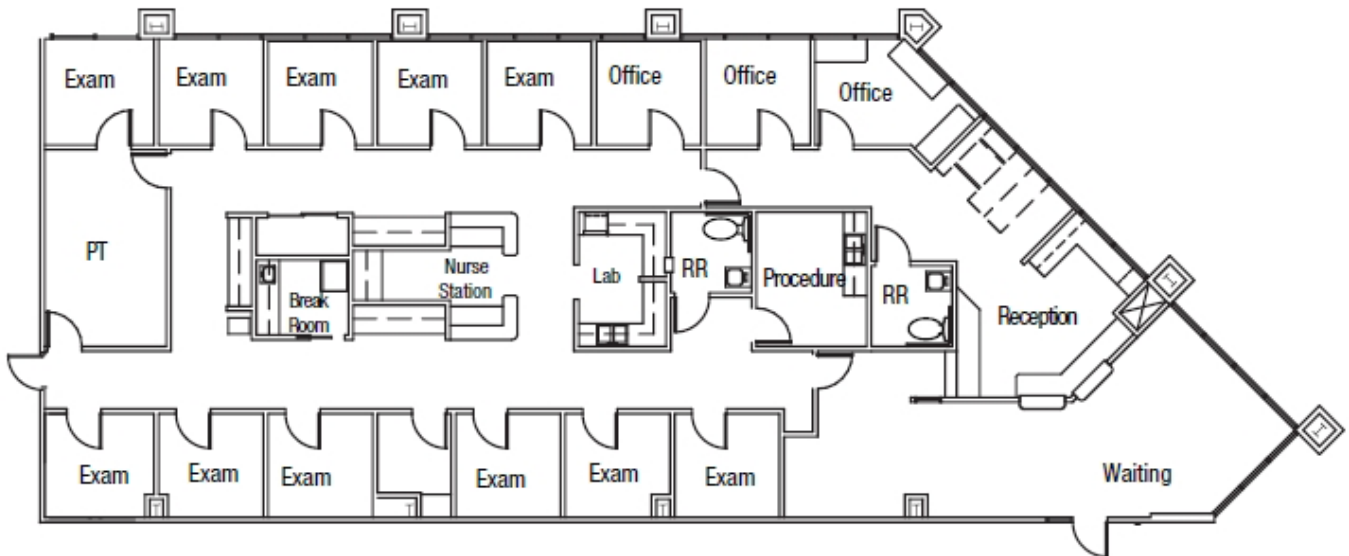 Exam
Exam
Exam
Exam
Exam
Office
Office
Office
PT
Nurse
Station
Break
Room
Lab
RR
Procedure
RR
Reception
Exam
Exam
Exam
Exam
Exam
Exam
Waiting